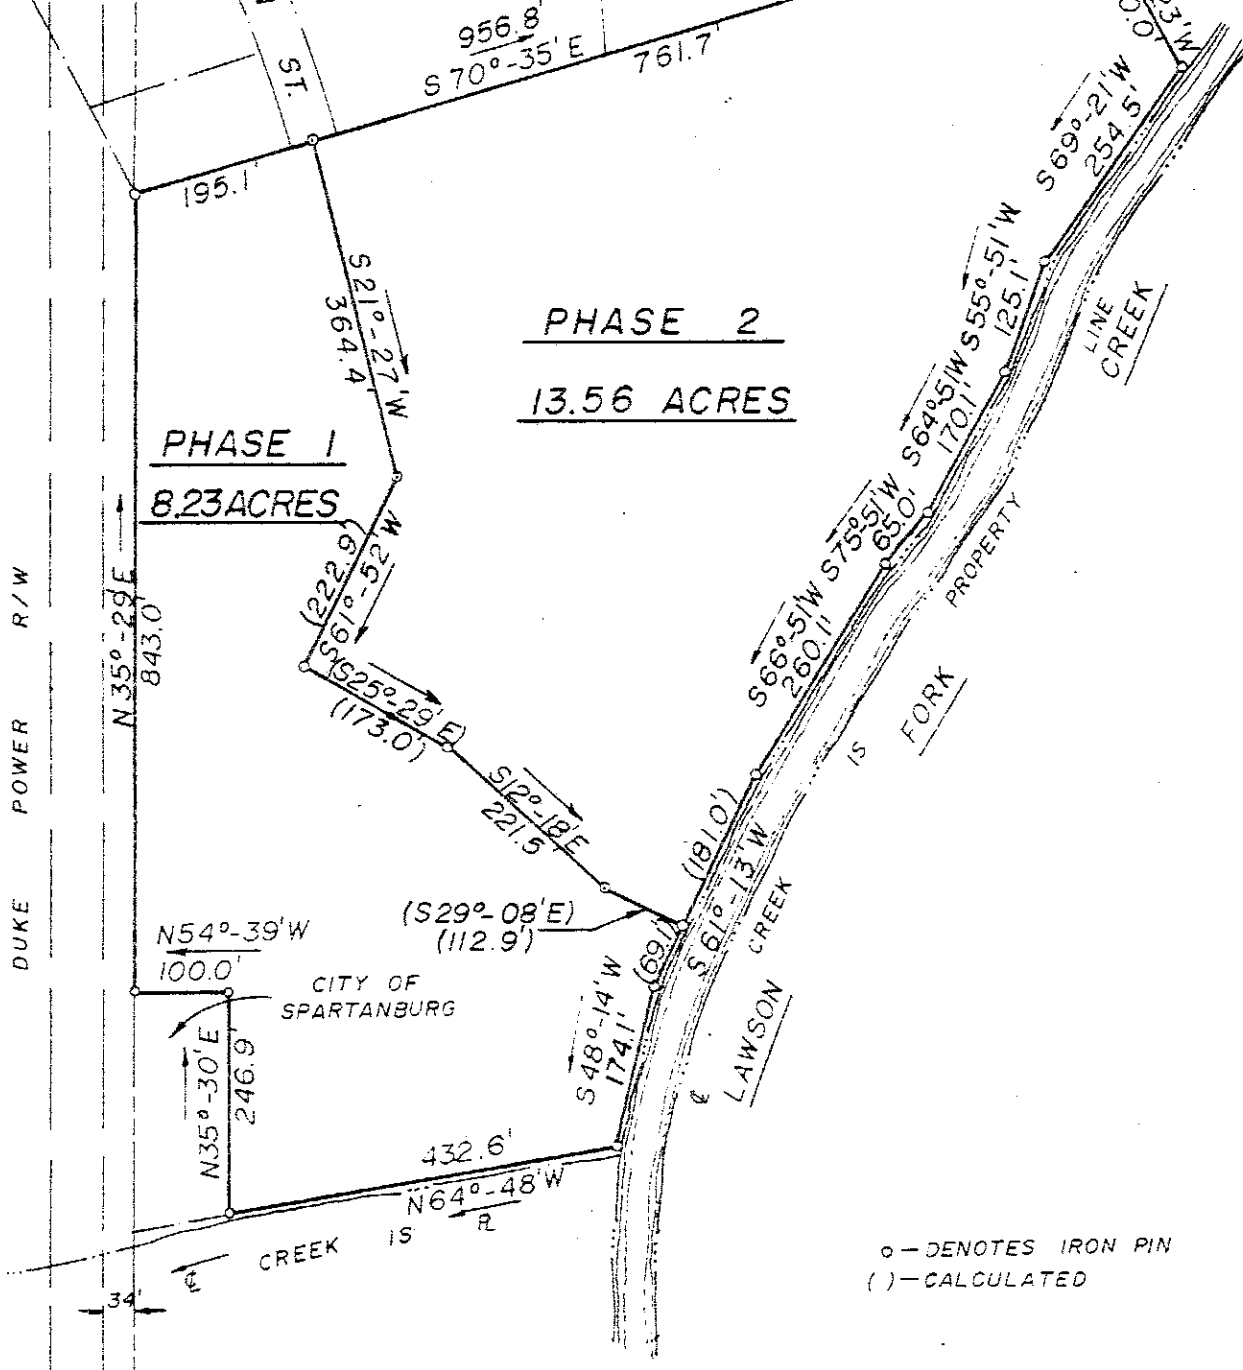 956.8'
S 70°-35' E
761.7'
ST.
195.1'
23'W
0.0'
S 69°-21' W
254.5'
S 55°-51' W
125.1'
S 64°-51' W
170.1'
S 75°-51' W
65.0'
S 66°-51' W
260.1'
S 21°-27' W
364.4'
PHASE 2
13.56 ACRES
PHASE 1
8.23 ACRES
(222.9')
S 61°-52' W
(S 25°-29' E)
(173.0')
S 12°-18' E
221.5'
(S 29°-08' E)
(112.9')
(181.0')
S 61°-13' W
(69.1')
S 48°-14' W
174.1'
N 35°-29' E
843.0'
DUKE POWER R/W
N 54°-39' W
100.0'
CITY OF
SPARTANBURG
N 35°-30' E
246.9'
432.6'
N 64°-48' W
℄ CREEK IS ⅊
34'
℄ CREEK IS PROPERTY LINE
LAWSON FORK CREEK
o — DENOTES IRON PIN
( ) — CALCULATED